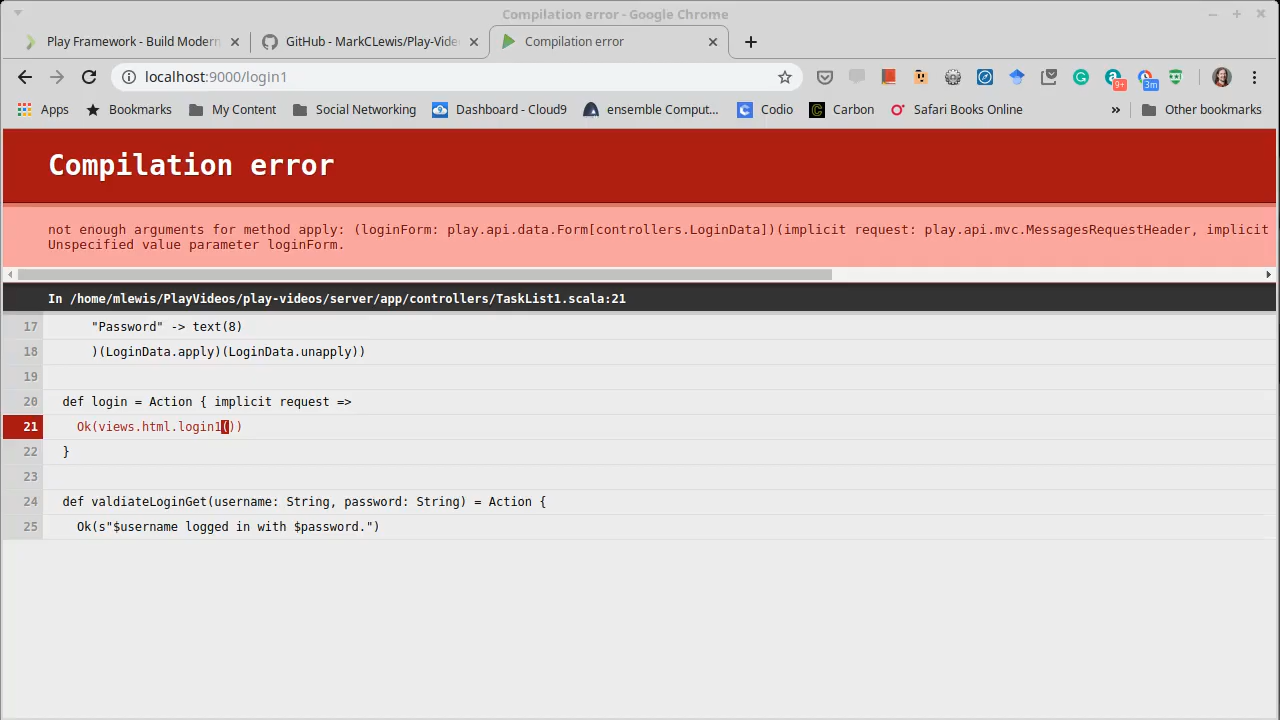 Compilation error - Google Chrome
Play Framework - Build Modern
GitHub - MarkCLewis/Play-Vide
Compilation error
localhost:9000/login1
9+
3m
Apps
Bookmarks
My Content
Social Networking
Dashboard - Cloud9
ensemble Comput...
Codio
Carbon
Safari Books Online
»
Other bookmarks
Compilation error
not enough arguments for method apply: (loginForm: play.api.data.Form[controllers.LoginData])(implicit request: play.api.mvc.MessagesRequestHeader, implicit
Unspecified value parameter loginForm.
In /home/mlewis/PlayVideos/play-videos/server/app/controllers/TaskList1.scala:21
17 "Password" -> text(8)
18 )(LoginData.apply)(LoginData.unapply))
19
20 def login = Action { implicit request =>
21 Ok(views.html.login1())
22 }
23
24 def valdiateLoginGet(username: String, password: String) = Action {
25 Ok(s"$username logged in with $password.")